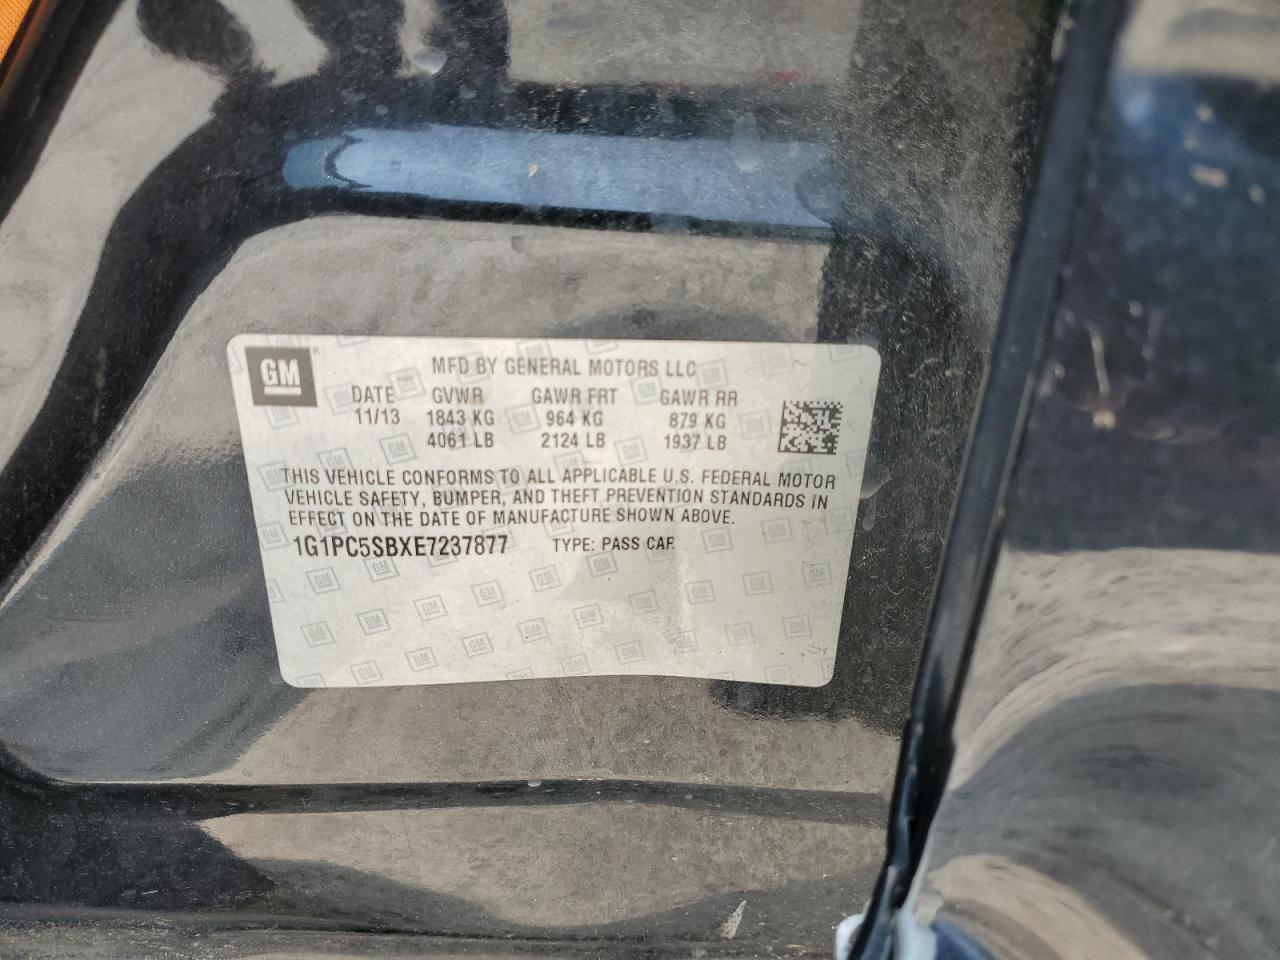 GM
MFD BY GENERAL MOTORS LLC
DATE GVWR GAWR FRT GAWR RR
11/13 1843 KG 964 KG 879 KG
4061 LB 2124 LB 1937 LB
THIS VEHICLE CONFORMS TO ALL APPLICABLE U.S. FEDERAL MOTOR
VEHICLE SAFETY, BUMPER, AND THEFT PREVENTION STANDARDS IN
EFFECT ON THE DATE OF MANUFACTURE SHOWN ABOVE.
1G1PC5SBXE7237877 TYPE: PASS CAR